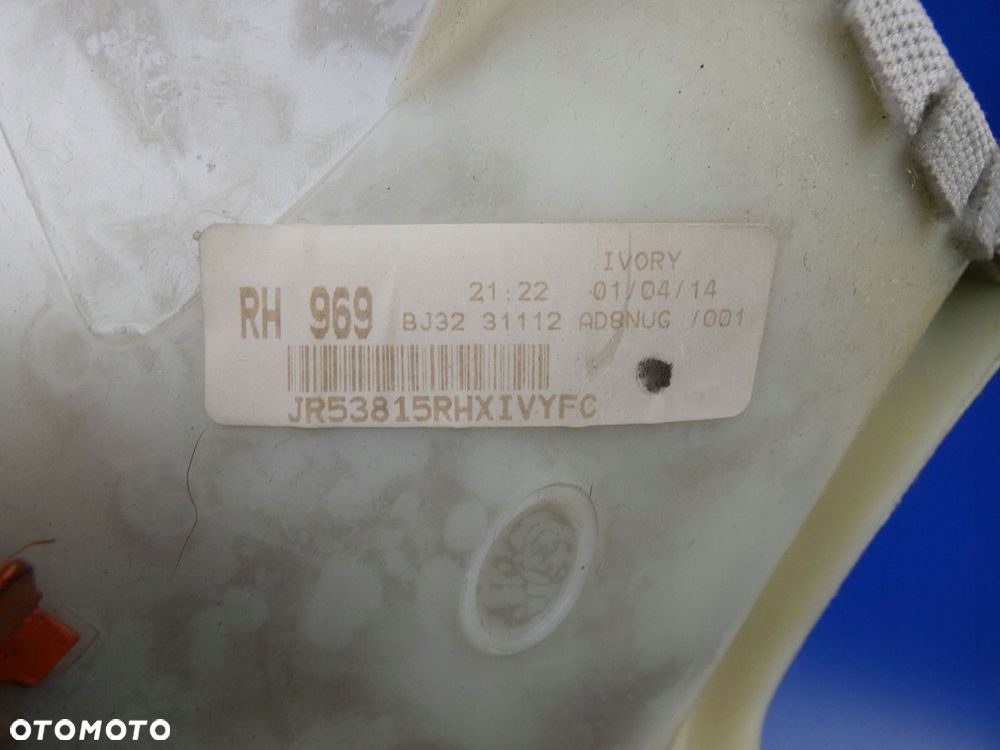 IVORY
21:22 01/04/14
RH 969 BJ32 31112 AD8NUG /001
JR53815RHXIVYFC
OTOMOTO